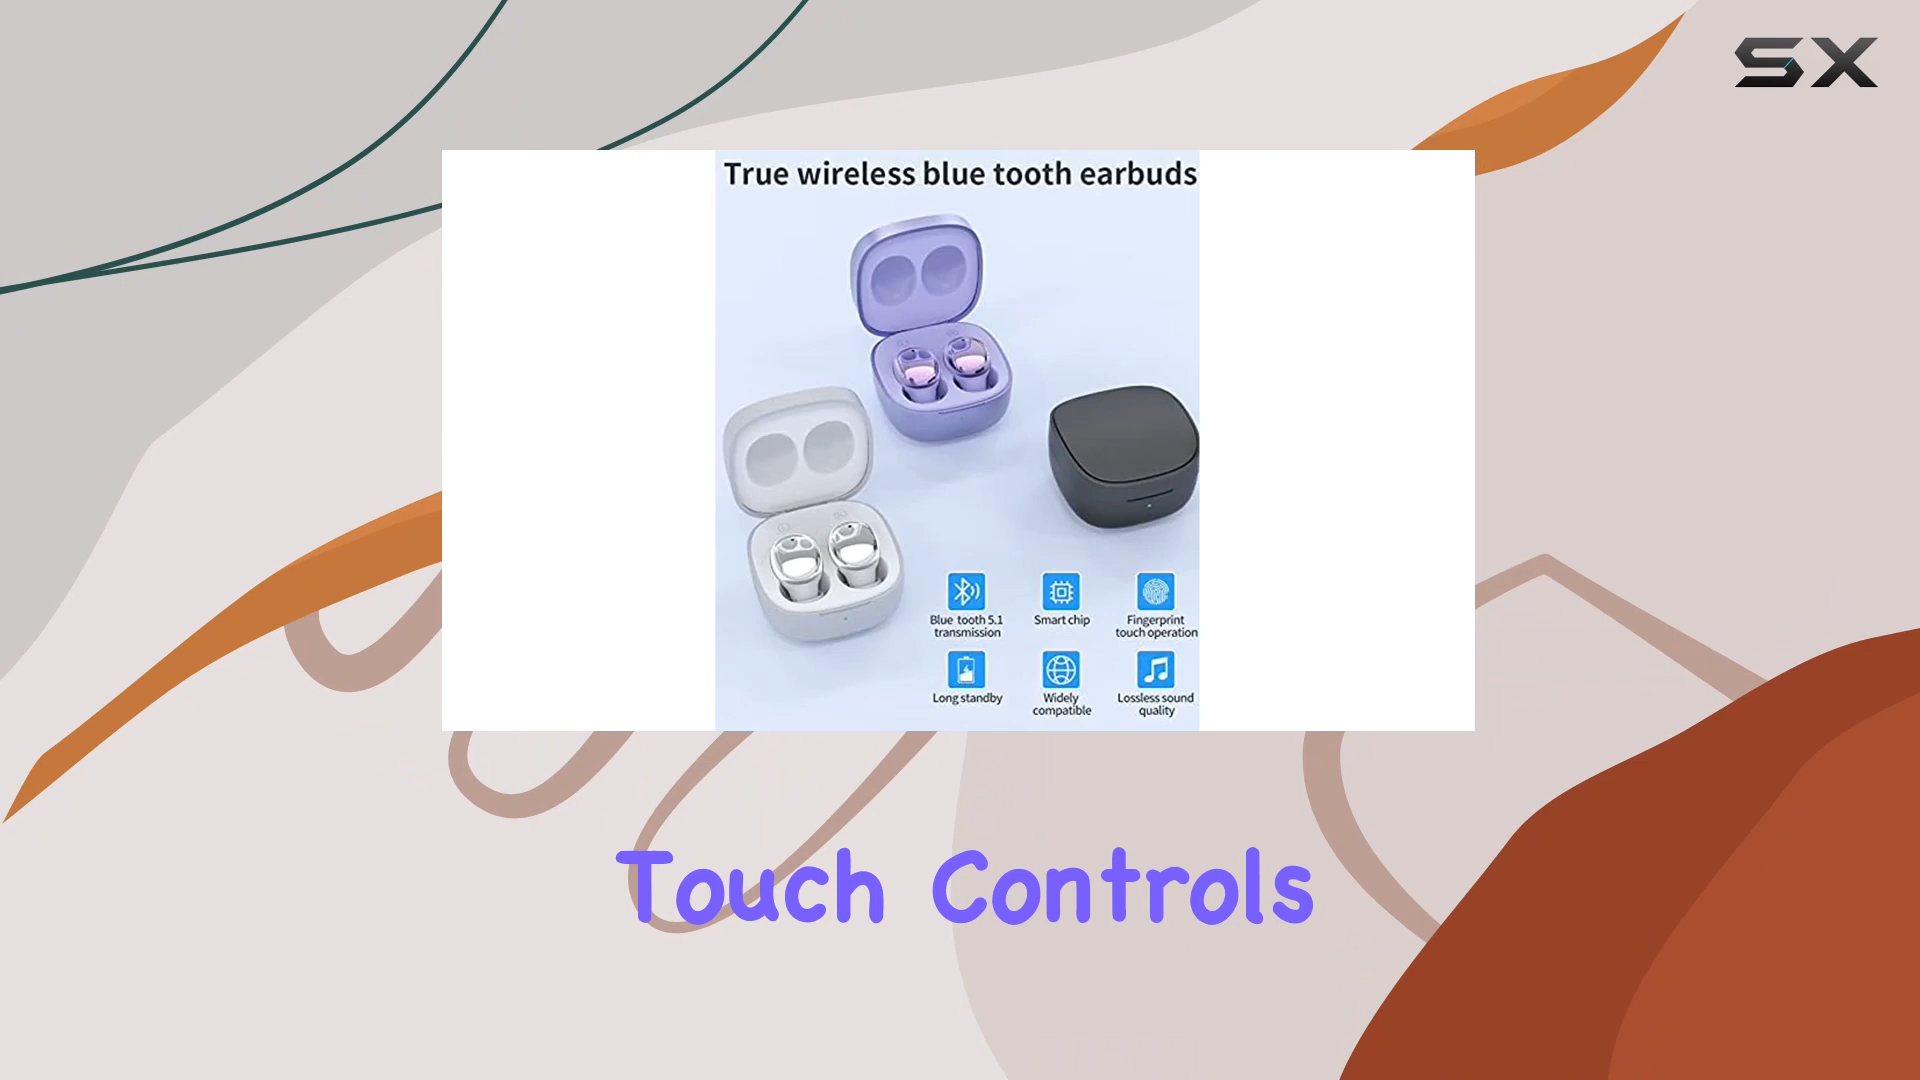 SX
True wireless blue tooth earbuds
Blue tooth 5.1
transmission
Smart chip
Fingerprint
touch operation
Long standby
Widely
compatible
Lossless sound
quality
Touch Controls